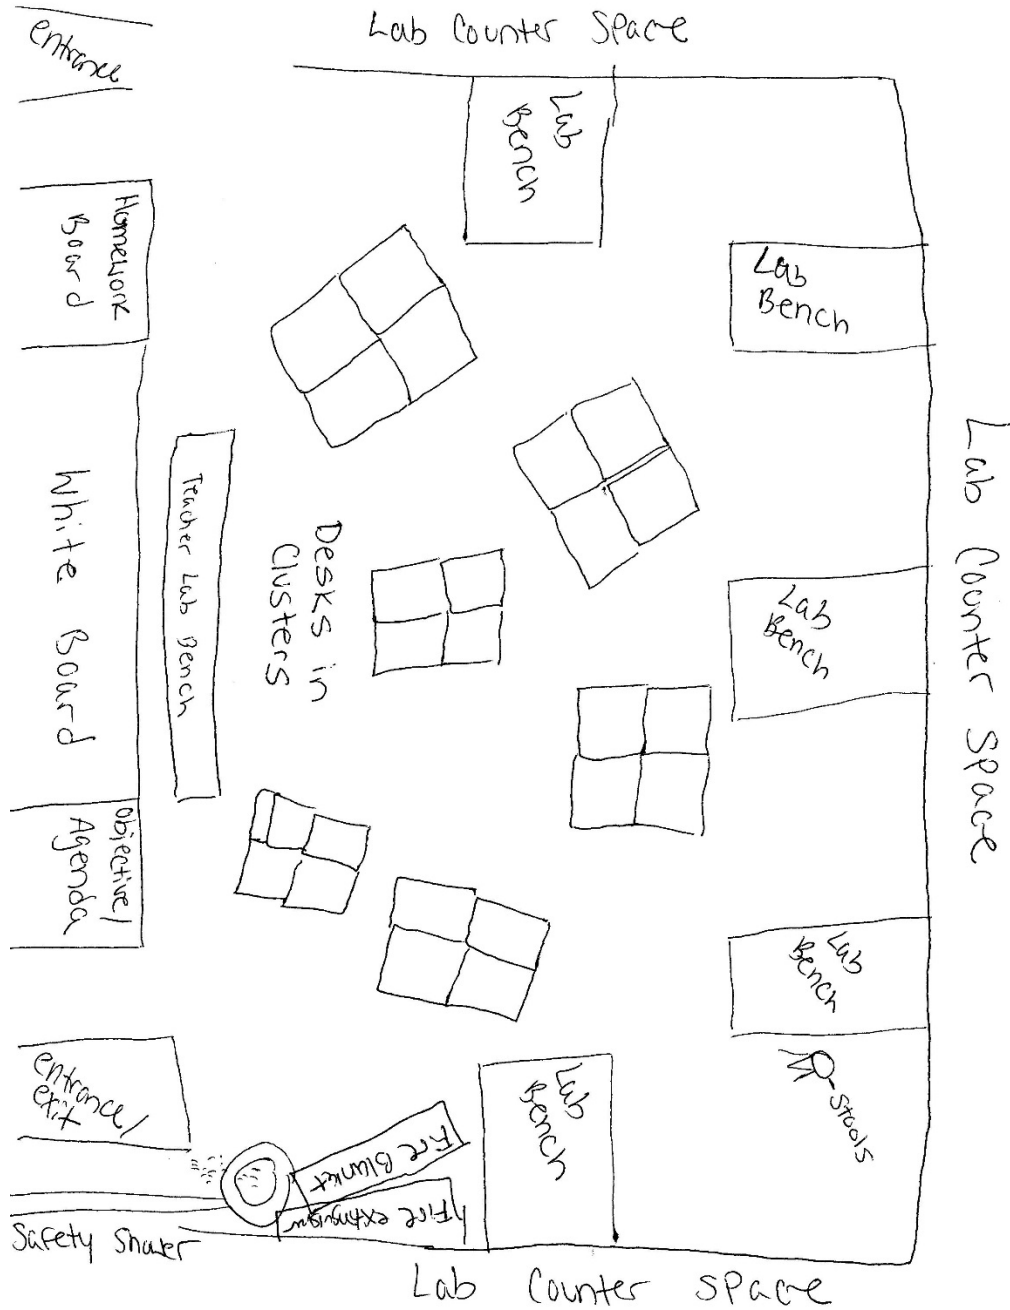 entrance
Lab Counter Space
Lab
Bench
Homework
Board
Lab
Bench
White Board
Teacher Lab Bench
Desks in
Clusters
Lab
Bench
Lab Counter Space
Objective/
Agenda
Lab
Bench
stools
entrance/
exit
Lab
Bench
Fire Blanket
Safety Shower
Lab Counter Space